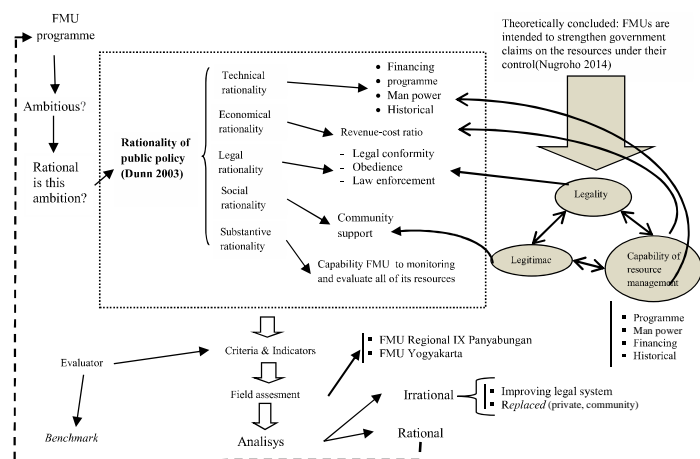 FMU
programme
Ambitious?
Rational
is this
ambition?
Rationality of
public policy
(Dunn 2003)
Technical
rationality
Economical
rationality
Legal
rationality
Social
rationality
Substantive
rationality
• Financing
• programme
• Man power
• Historical
Revenue-cost ratio
– Legal conformity
– Obedience
– Law enforcement
Community
support
Capability FMU to monitoring
and evaluate all of its resources
Theoretically concluded: FMUs are
intended to strengthen government
claims on the resources under their
control(Nugroho 2014)
Legality
Legitimac
Capability of
resource
management
▪ Programme
▪ Man power
▪ Financing
▪ Historical
Evaluator
Benchmark
Criteria & Indicators
Field assesment
Analisys
▪ FMU Regional IX Panyabungan
▪ FMU Yogyakarta
Irrational
▪ Improving legal system
▪ Replaced (private, community)
Rational